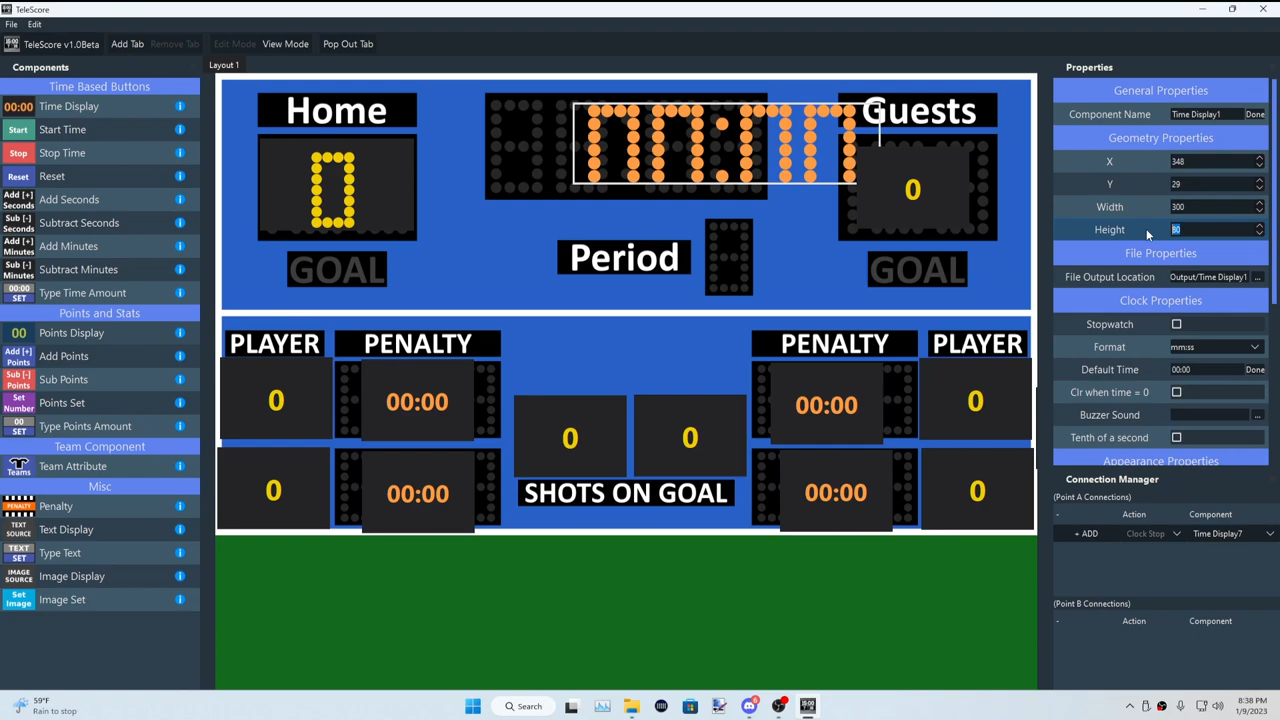 TeleScore
File Edit
TeleScore v1.0Beta Add Tab Remove Tab Edit Mode View Mode Pop Out Tab
Components
Time Based Buttons
00:00 Time Display
Start Start Time
Stop Stop Time
Reset Reset
Add [+] Seconds Add Seconds
Sub [-] Seconds Subtract Seconds
Add [+] Minutes Add Minutes
Sub [-] Minutes Subtract Minutes
00:00 SET Type Time Amount
Points and Stats
00 Points Display
Add [+] Points Add Points
Sub [-] Points Sub Points
Set Number Points Set
00 SET Type Points Amount
Team Component
Teams Team Attribute
Misc
PENALTY Penalty
TEXT SOURCE Text Display
TEXT SET Type Text
IMAGE SOURCE Image Display
Set Image Image Set
Layout 1
Home
Guests
0
00:00
0
GOAL
Period
GOAL
PLAYER PENALTY PENALTY PLAYER
0 00:00 00:00 0
0 0
0 00:00 00:00 0
SHOTS ON GOAL
Properties
General Properties
Component Name Time Display1 Done
Geometry Properties
X 348
Y 29
Width 300
Height 80
File Properties
File Output Location Output/Time Display1 ...
Clock Properties
Stopwatch
Format mm:ss
Default Time 00:00 Done
Clr when time = 0
Buzzer Sound ...
Tenth of a second
Appearance Properties
Connection Manager
(Point A Connections)
- Action Component
+ ADD Clock Stop Time Display7
(Point B Connections)
- Action Component
59°F
Rain to stop
Search
8:38 PM
1/9/2023